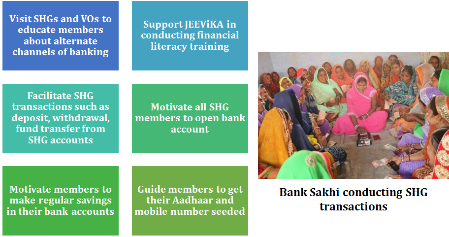 Visit SHGs and VOs to
educate members
about alternate
channels of banking
Support JEEViKA in
conducting financial
literacy training
Facilitate SHG
transactions such as
deposit, withdrawal,
fund transfer from
SHG accounts
Motivate all SHG
members to open bank
account
Motivate members to
make regular savings
in their bank accounts
Guide members to get
their Aadhaar and
mobile number seeded
Bank Sakhi conducting SHG
transactions